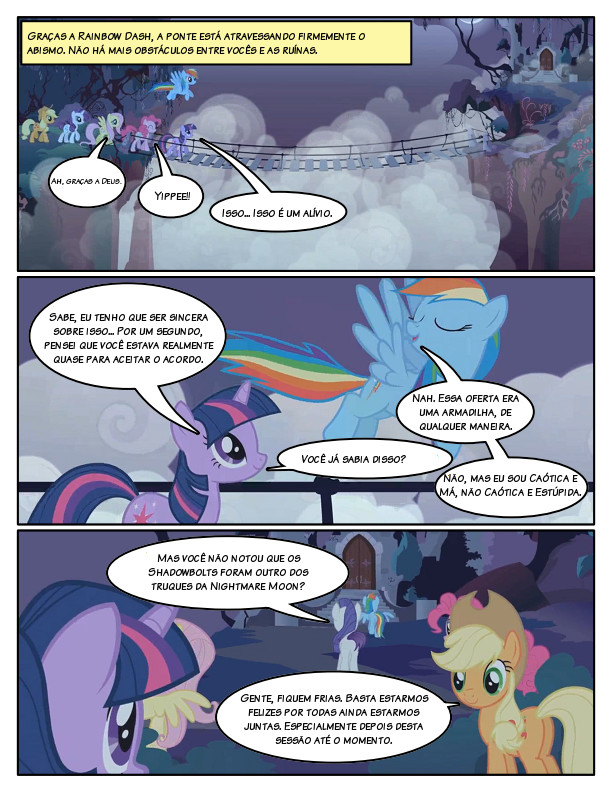 Graças a Rainbow Dash, a ponte está atravessando firmemente o
abismo. Não há mais obstáculos entre vocês e as ruínas.
Ah, graças a Deus.
Yippee!!
Isso... Isso é um alívio.
Sabe, eu tenho que ser sincera
sobre isso... Por um segundo,
pensei que você estava realmente
quase para aceitar o acordo.
Nah. Essa oferta era
uma armadilha, de
qualquer maneira.
Você já sabia disso?
Não, mas eu sou Caótica e
Má, não Caótica e Estúpida.
Mas você não notou que os
Shadowbolts foram outro dos
truques da Nightmare Moon?
Gente, fiquem frias. Basta estarmos
felizes por todas ainda estarmos
juntas. Especialmente depois desta
sessão até o momento.